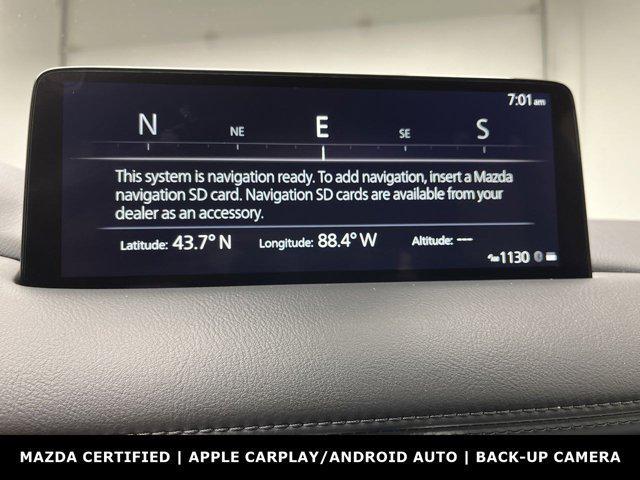 7:01 am
N NE E SE S
This system is navigation ready. To add navigation, insert a Mazda
navigation SD card. Navigation SD cards are available from your
dealer as an accessory.
Latitude: 43.7° N Longitude: 88.4° W Altitude: ---
1130
MAZDA CERTIFIED | APPLE CARPLAY/ANDROID AUTO | BACK-UP CAMERA